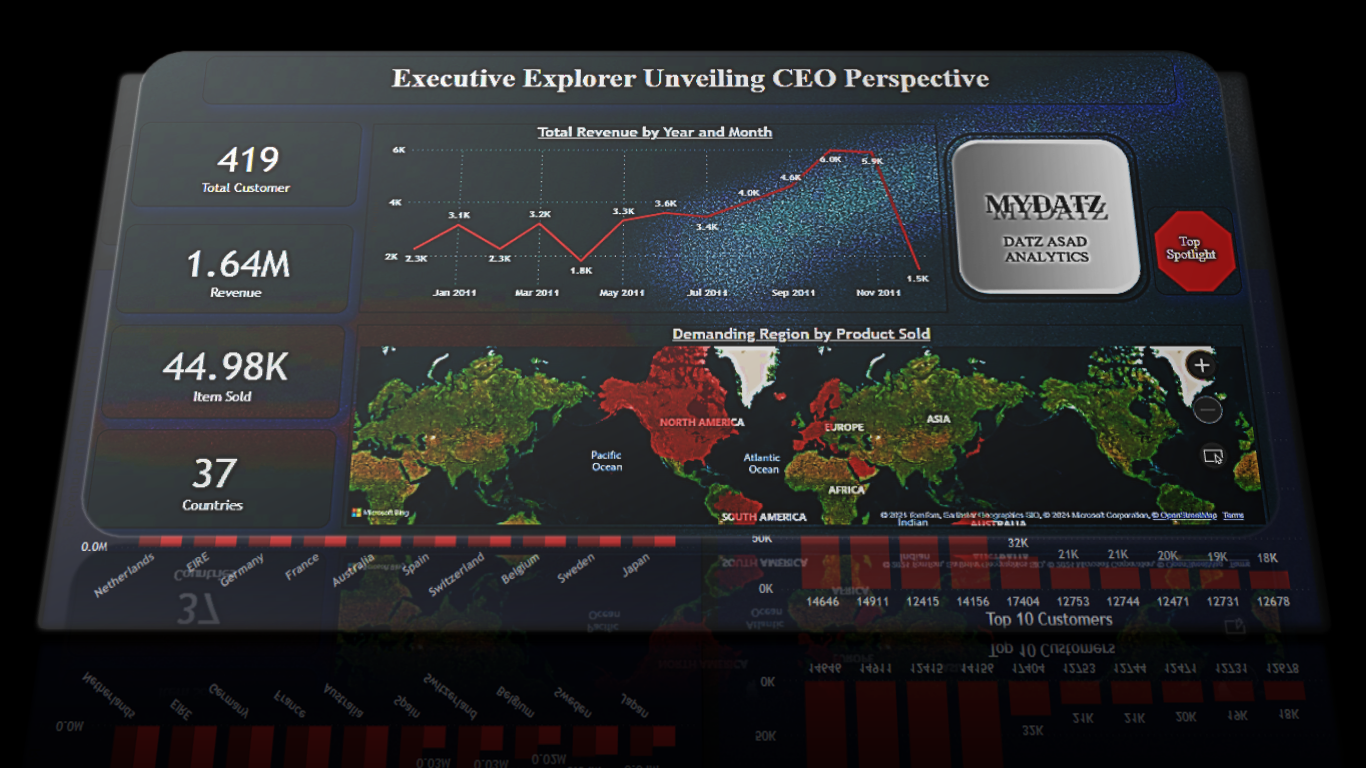 Executive Explorer Unveiling CEO Perspective
419
Total Customer
1.64M
Revenue
44.98K
Item Sold
37
Countries
Total Revenue by Year and Month
6K
4K
2K
2.3K
3.1K
2.3K
3.2K
1.8K
3.3K
3.6K
3.4K
4.0K
4.6K
6.0K
5.9K
1.5K
Jan 2011
Mar 2011
May 2011
Jul 2011
Sep 2011
Nov 2011
MYDATZ
DATZ ASAD
ANALYTICS
Top
Spotlight
Demanding Region by Product Sold
NORTH AMERICA
EUROPE
ASIA
Pacific
Ocean
Atlantic
Ocean
AFRICA
SOUTH AMERICA
Indian
AUSTRALIA
Microsoft Bing
© 2024 TomTom, Earthstar Geographics SIO, © 2024 Microsoft Corporation, © OpenStreetMap Terms
0.0M
Netherlands
EIRE
Germany
France
Australia
Spain
Switzerland
Belgium
Sweden
Japan
50K
0K
32K
21K
21K
20K
19K
18K
14646 14911 12415 14156 17404 12753 12744 12471 12731 12678
Top 10 Customers